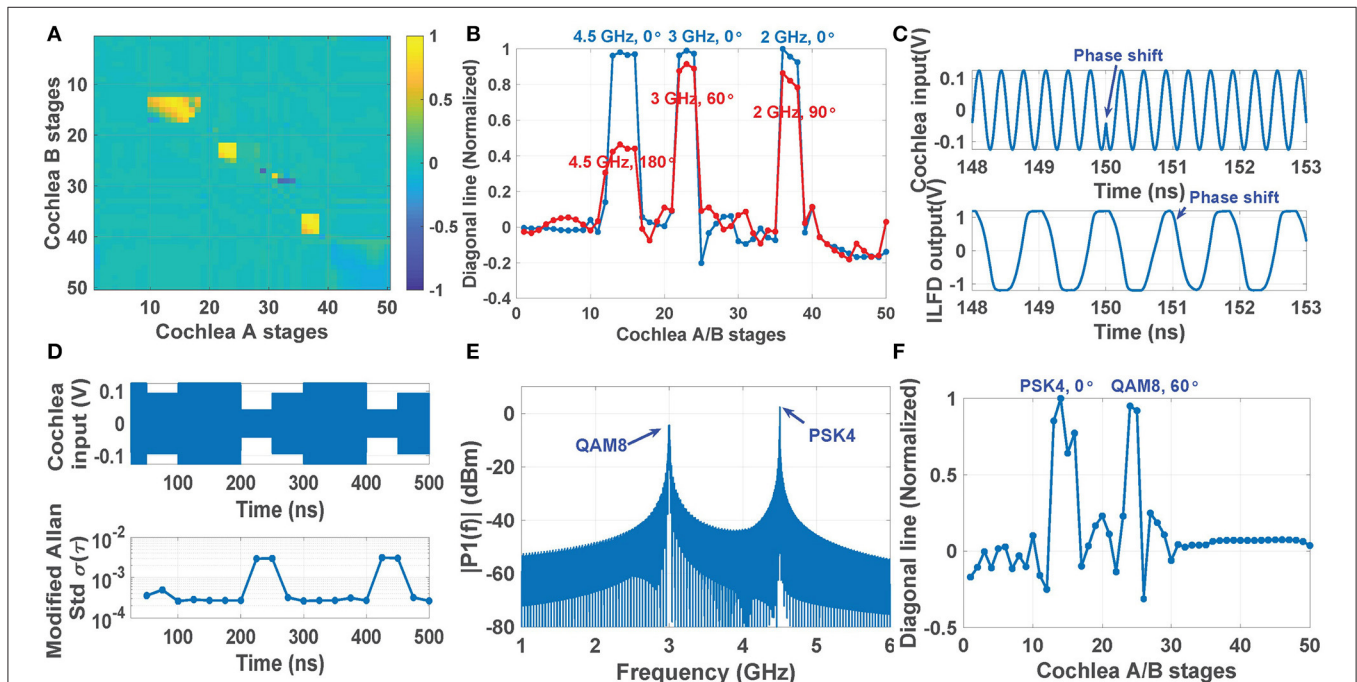 A
Cochlea B stages
10
20
30
40
50
10 20 30 40 50
Cochlea A stages
1
0.5
0
-0.5
-1
B
Diagonal line (Normalized)
1
0.8
0.6
0.4
0.2
0
-0.2
-0.4
4.5 GHz, 0° 3 GHz, 0° 2 GHz, 0°
3 GHz, 60°
2 GHz, 90°
4.5 GHz, 180°
0 10 20 30 40 50
Cochlea A/B stages
C
Cochlea input(V)
0.1
0
-0.1
Phase shift
148 149 150 151 152 153
Time (ns)
ILFD output(V)
1
0
-1
Phase shift
148 149 150 151 152 153
Time (ns)
D
Cochlea
input (V)
0.1
0
-0.1
100 200 300 400 500
Time (ns)
Modified Allan
Std σ(τ)
10-2
10-3
10-4
100 200 300 400 500
Time (ns)
E
|P1(f)| (dBm)
0
-20
-40
-60
-80
QAM8
PSK4
1 2 3 4 5 6
Frequency (GHz)
F
Diagonal line (Normalized)
1
0.5
0
-0.5
PSK4, 0° QAM8, 60°
0 10 20 30 40 50
Cochlea A/B stages